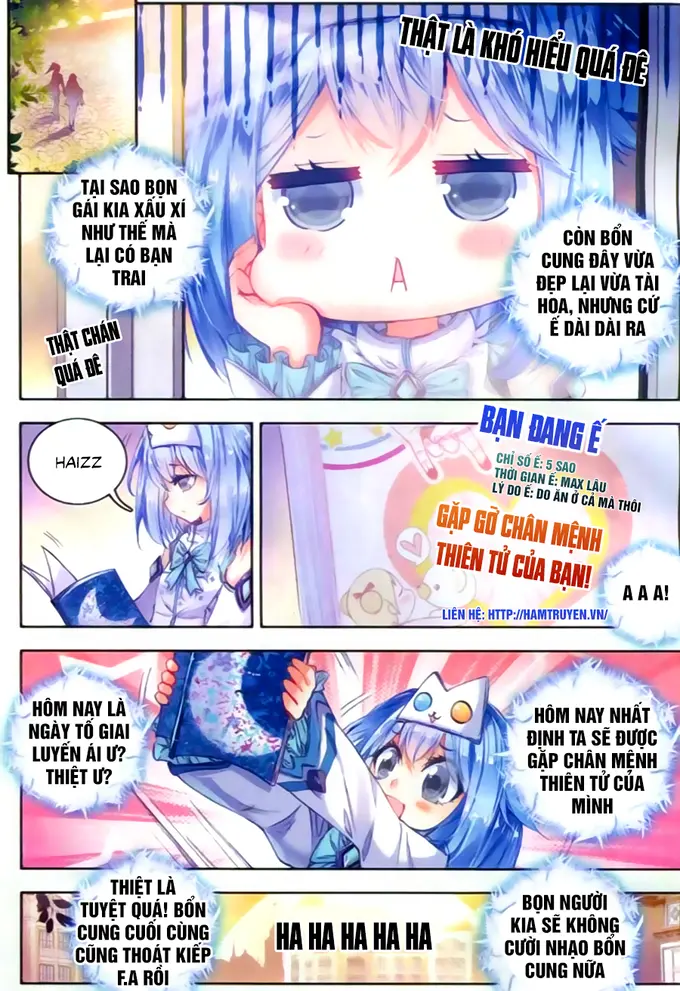 THẬT LÀ KHÓ HIỂU QUÁ ĐÊ
TẠI SAO BỌN
GÁI KIA XẤU XÍ
NHƯ THẾ MÀ
LẠI CÓ BẠN
TRAI
CÒN BỔN
CUNG ĐÂY VỪA
ĐẸP LẠI VỪA TÀI
HOA, NHƯNG CỨ
Ế DÀI DÀI RA
THẬT CHÁN
QUÁ ĐÊ
HAIZZ
BẠN ĐANG Ế
CHỈ SỐ Ế: 5 SAO
THỜI GIAN Ế: MAX LÂU
LÝ DO Ế: DO ĂN Ở CẢ MÀ THÔI
GẶP GỠ CHÂN MỆNH
THIÊN TỬ CỦA BẠN!
LIÊN HỆ: HTTP://HAMTRUYEN.VN/
A A A!
HÔM NAY LÀ
NGÀY TỐ GIAI
LUYẾN ÁI Ư?
THIỆT Ư?
HÔM NAY NHẤT
ĐỊNH TA SẼ ĐƯỢC
GẶP CHÂN MỆNH
THIÊN TỬ CỦA
MÌNH
THIỆT LÀ
TUYỆT QUÁ! BỔN
CUNG CUỐI CÙNG
CŨNG THOÁT KIẾP
F.A RỒI
HA HA HA HA HA
BỌN NGƯỜI
KIA SẼ KHÔNG
CƯỜI NHẠO BỔN
CUNG NỮA